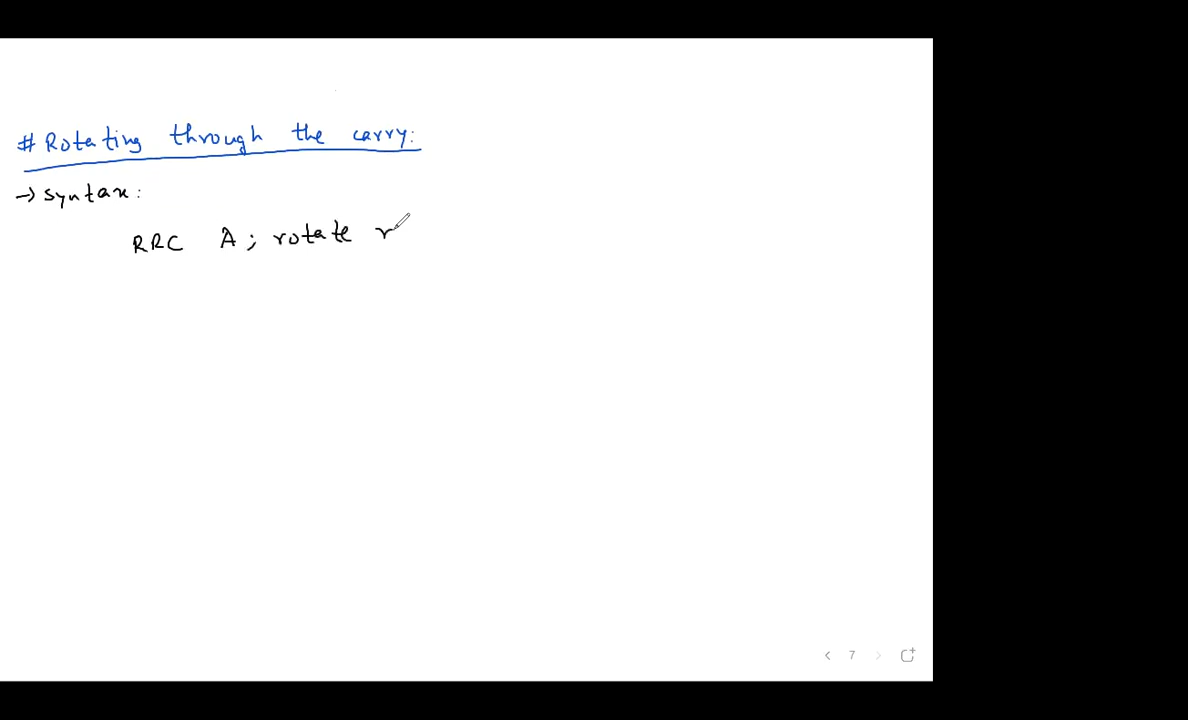 # Rotating through the carry:
→ syntax:
RRC A ; rotate r
7